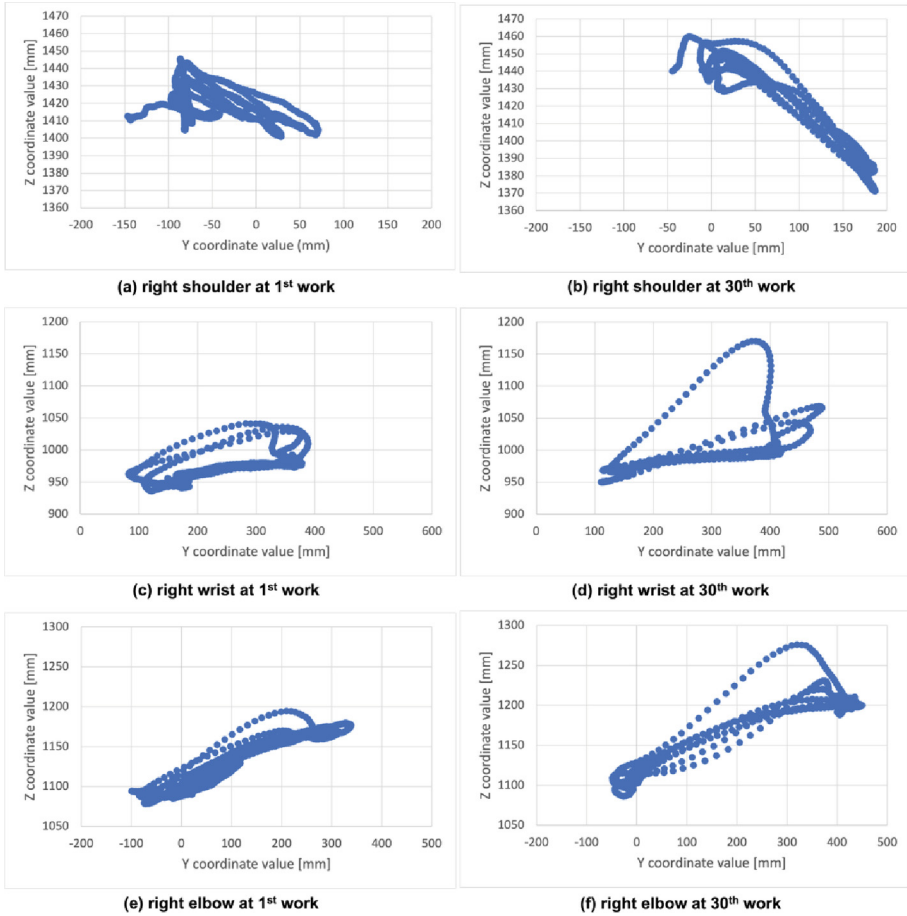 Z coordinate value [mm]
1470
1460
1450
1440
1430
1420
1410
1400
1390
1380
1370
1360
-200 -150 -100 -50 0 50 100 150 200
Y coordinate value (mm)
(a) right shoulder at 1st work
Z coordinate value [mm]
1470
1460
1450
1440
1430
1420
1410
1400
1390
1380
1370
1360
-200 -150 -100 -50 0 50 100 150 200
Y coordinate value [mm]
(b) right shoulder at 30th work
Z coordinate value [mm]
1200
1150
1100
1050
1000
950
900
0 100 200 300 400 500 600
Y coordinate value [mm]
(c) right wrist at 1st work
Z coordinate value [mm]
1200
1150
1100
1050
1000
950
900
0 100 200 300 400 500 600
Y coordinate value [mm]
(d) right wrist at 30th work
Z coordinate value [mm]
1300
1250
1200
1150
1100
1050
-200 -100 0 100 200 300 400 500
Y coordinate value [mm]
(e) right elbow at 1st work
Z coordinate value [mm]
1300
1250
1200
1150
1100
1050
-200 -100 0 100 200 300 400 500
Y coordinate value [mm]
(f) right elbow at 30th work